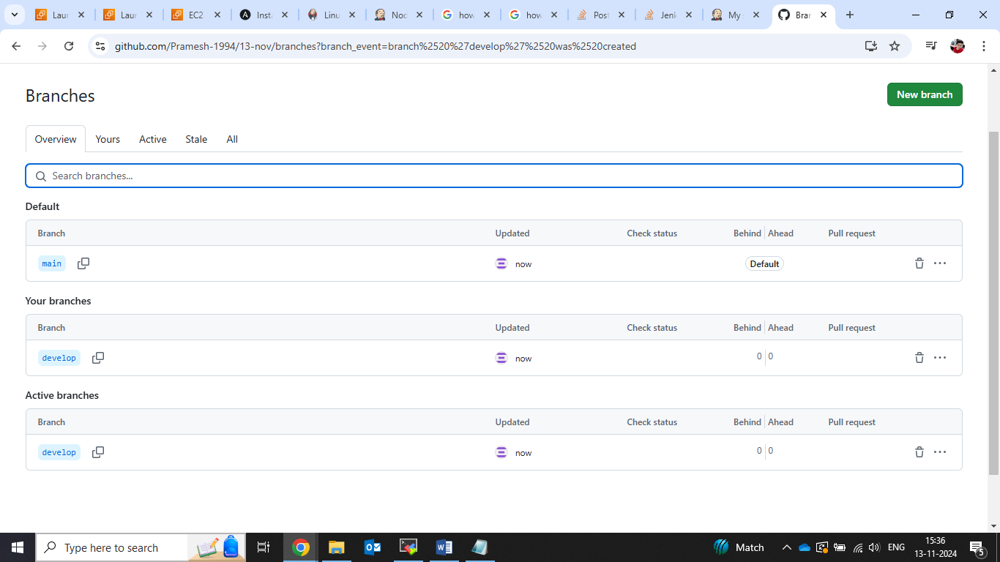 Laur
Laur
EC2
Insta
Linu
Nod
how
how
Post
Jenk
My
Bran
github.com/Pramesh-1994/13-nov/branches?branch_event=branch%2520%27develop%27%2520was%2520created
Branches
New branch
Overview Yours Active Stale All
Search branches...
Default
Branch Updated Check status Behind Ahead Pull request
main now Default
Your branches
Branch Updated Check status Behind Ahead Pull request
develop now 0 0
Active branches
Branch Updated Check status Behind Ahead Pull request
develop now 0 0
Type here to search
Match
ENG
15:36
13-11-2024
5